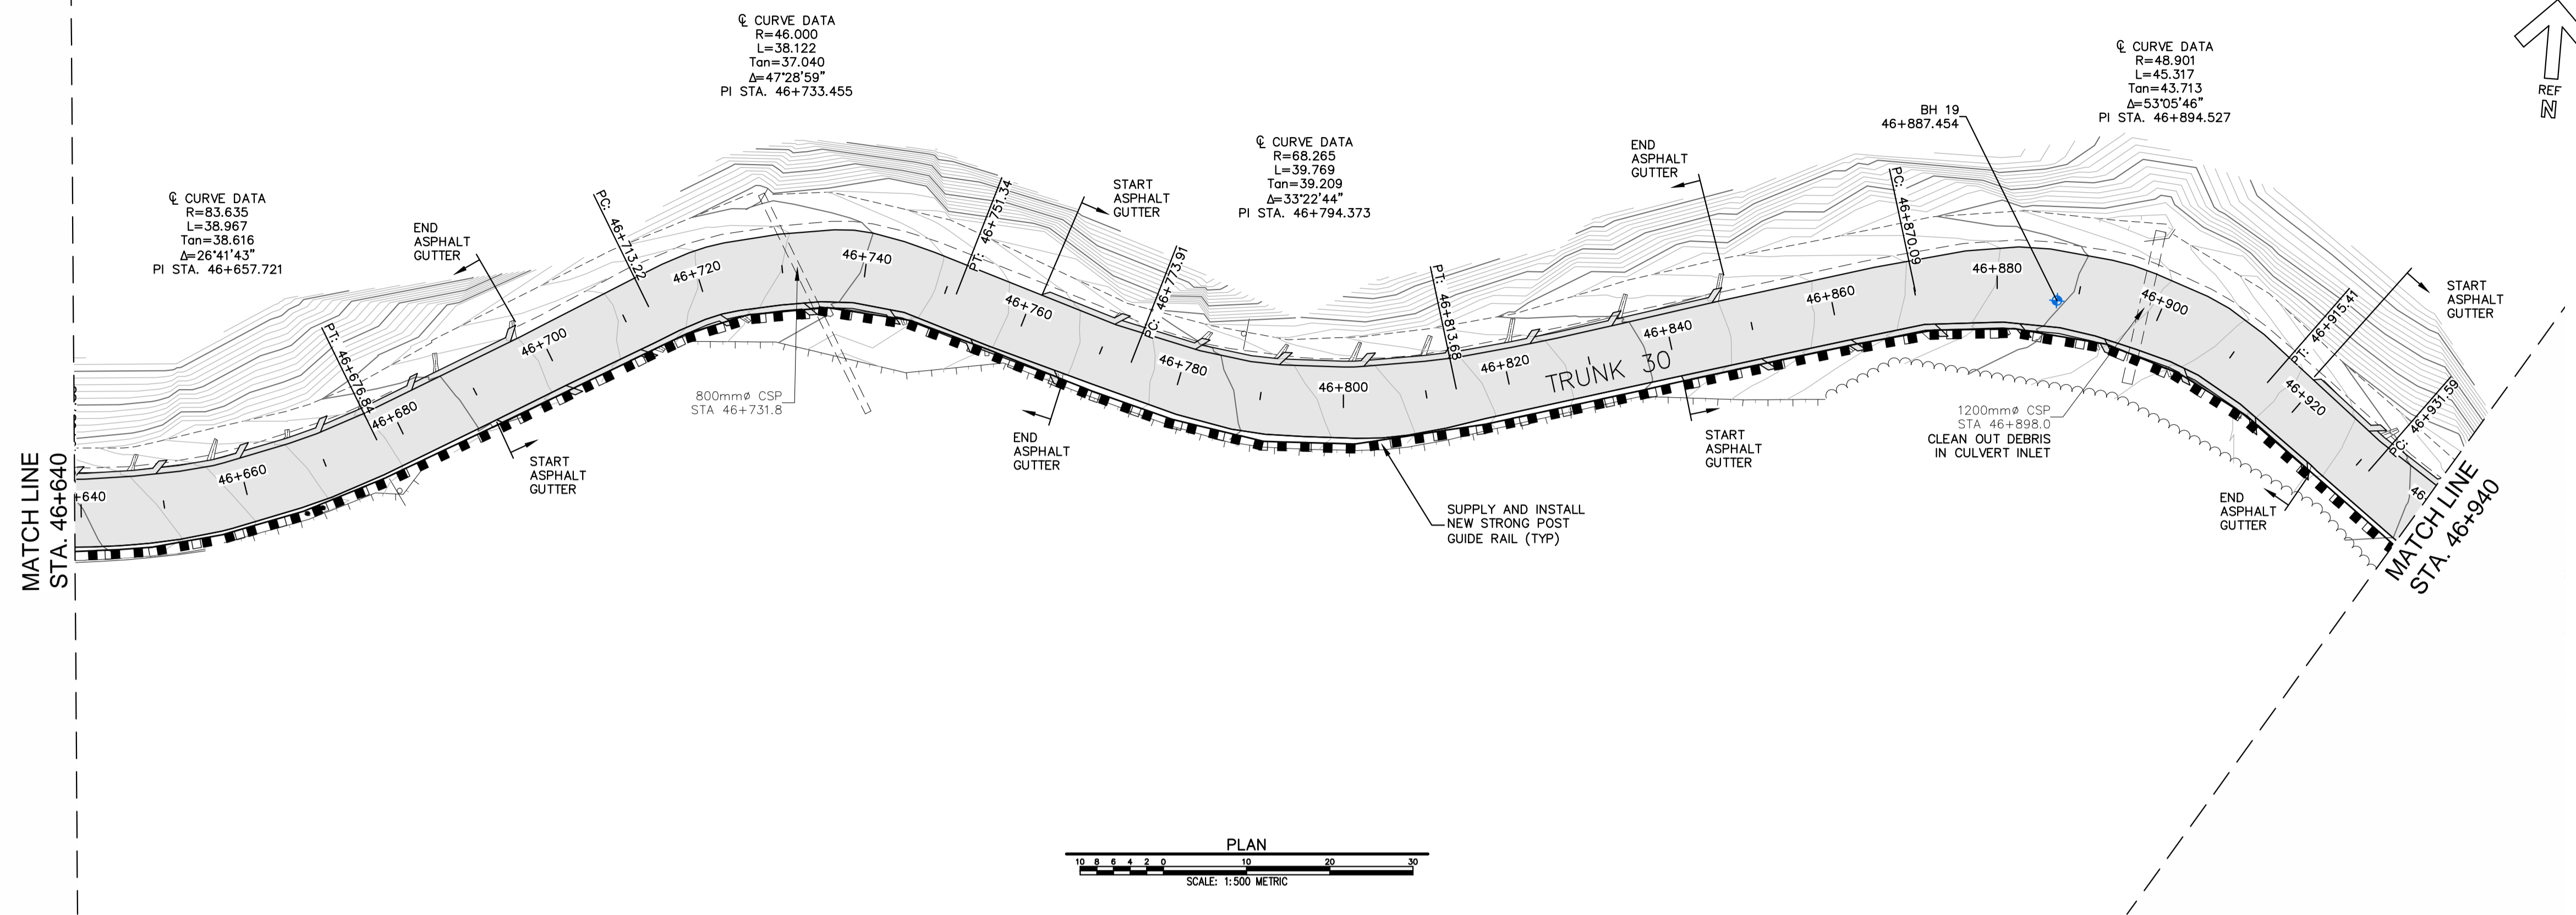 ℄ CURVE DATA
R=83.635
L=38.967
Tan=38.616
Δ=26°41'43"
PI STA. 46+657.721
℄ CURVE DATA
R=46.000
L=38.122
Tan=37.040
Δ=47°28'59"
PI STA. 46+733.455
℄ CURVE DATA
R=68.265
L=39.769
Tan=39.209
Δ=33°22'44"
PI STA. 46+794.373
℄ CURVE DATA
R=48.901
L=45.317
Tan=43.713
Δ=53°05'46"
PI STA. 46+894.527
REF
N
BH 19
46+887.454
MATCH LINE
STA. 46+640
END
ASPHALT
GUTTER
START
ASPHALT
GUTTER
END
ASPHALT
GUTTER
START
ASPHALT
GUTTER
PT: 46+676.84
PC: 46+713.22
PT: 46+751.34
PC: 46+773.91
PT: 46+813.68
PC: 46+870.09
PT: 46+915.41
PC: 46+931.59
+640
46+660
46+680
46+700
46+720
46+740
46+760
46+780
46+800
46+820
46+840
46+860
46+880
46+900
46+920
46
TRUNK 30
800mmø CSP
STA 46+731.8
START
ASPHALT
GUTTER
END
ASPHALT
GUTTER
START
ASPHALT
GUTTER
END
ASPHALT
GUTTER
1200mmø CSP
STA 46+898.0
CLEAN OUT DEBRIS
IN CULVERT INLET
SUPPLY AND INSTALL
NEW STRONG POST
GUIDE RAIL (TYP)
MATCH LINE
STA. 46+940
PLAN
10 8 6 4 2 0 10 20 30
SCALE: 1:500 METRIC